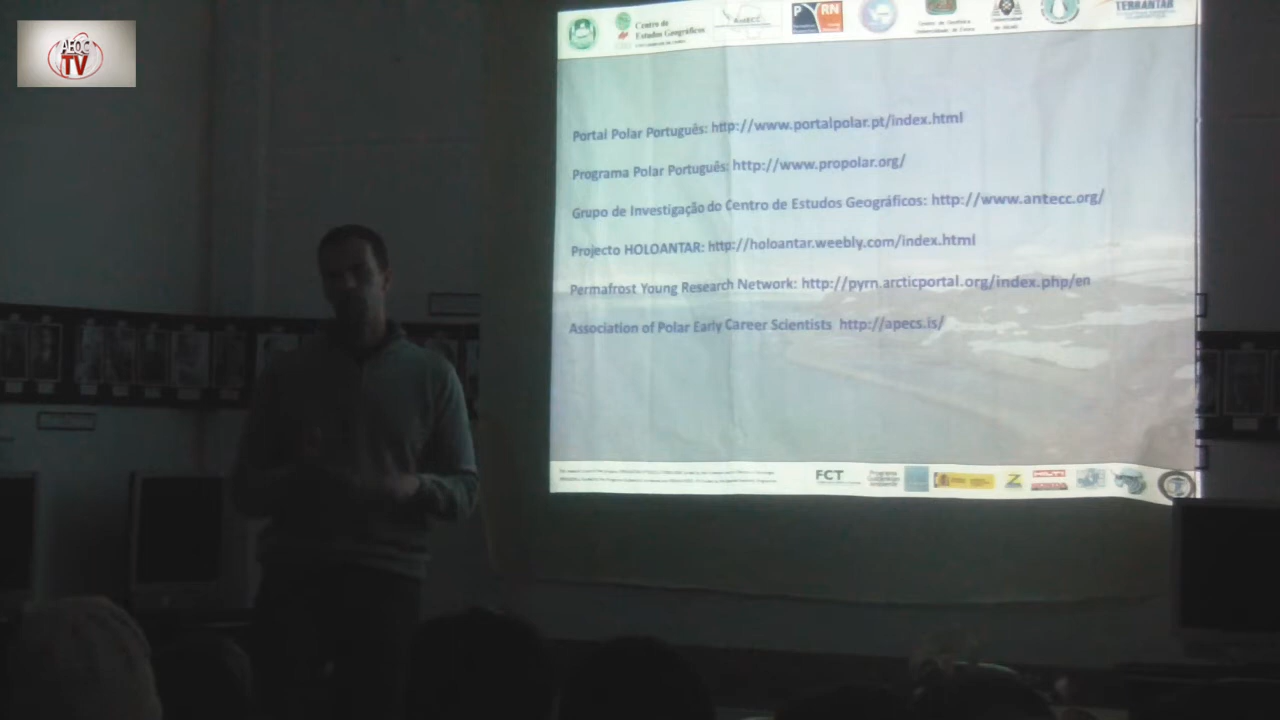 AEOC
TV
Centro de
Estudos Geográficos
ANTECC
P RN
TERRANTAR
Portal Polar Português: http://www.portalpolar.pt/index.html
Programa Polar Português: http://www.propolar.org/
Grupo de Investigação do Centro de Estudos Geográficos: http://www.antecc.org/
Projecto HOLOANTAR: http://holoantar.weebly.com/index.html
Permafrost Young Research Network: http://pyrn.arcticportal.org/index.php/en
Association of Polar Early Career Scientists http://apecs.is/
FCT
Z